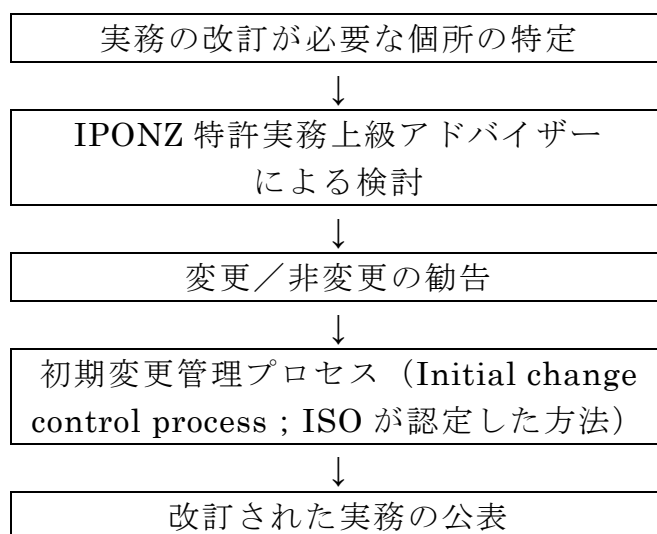 実務の改訂が必要な個所の特定
↓
IPONZ 特許実務上級アドバイザー
による検討
↓
変更／非変更の勧告
↓
初期変更管理プロセス（Initial change
control process；ISO が認定した方法）
↓
改訂された実務の公表